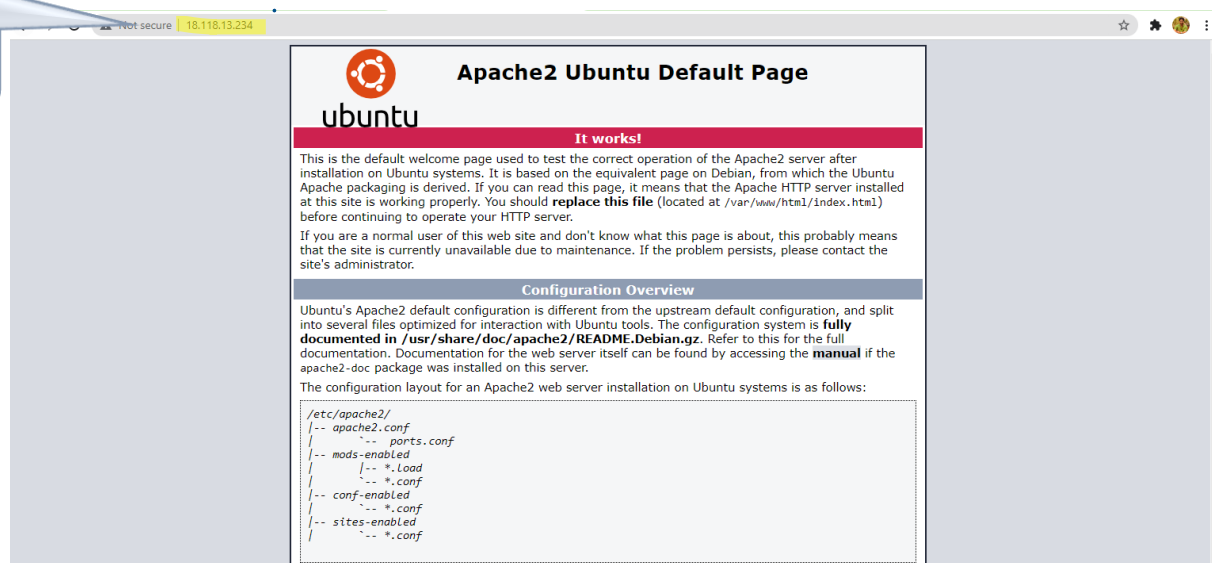 Not secure 18.118.13.234
Apache2 Ubuntu Default Page
ubuntu
It works!
This is the default welcome page used to test the correct operation of the Apache2 server after
installation on Ubuntu systems. It is based on the equivalent page on Debian, from which the Ubuntu
Apache packaging is derived. If you can read this page, it means that the Apache HTTP server installed
at this site is working properly. You should replace this file (located at /var/www/html/index.html)
before continuing to operate your HTTP server.
If you are a normal user of this web site and don't know what this page is about, this probably means
that the site is currently unavailable due to maintenance. If the problem persists, please contact the
site's administrator.
Configuration Overview
Ubuntu's Apache2 default configuration is different from the upstream default configuration, and split
into several files optimized for interaction with Ubuntu tools. The configuration system is fully
documented in /usr/share/doc/apache2/README.Debian.gz. Refer to this for the full
documentation. Documentation for the web server itself can be found by accessing the manual if the
apache2-doc package was installed on this server.
The configuration layout for an Apache2 web server installation on Ubuntu systems is as follows:
/etc/apache2/
|-- apache2.conf
|       `--  ports.conf
|-- mods-enabled
|       |-- *.load
|       `-- *.conf
|-- conf-enabled
|       `-- *.conf
|-- sites-enabled
|       `-- *.conf